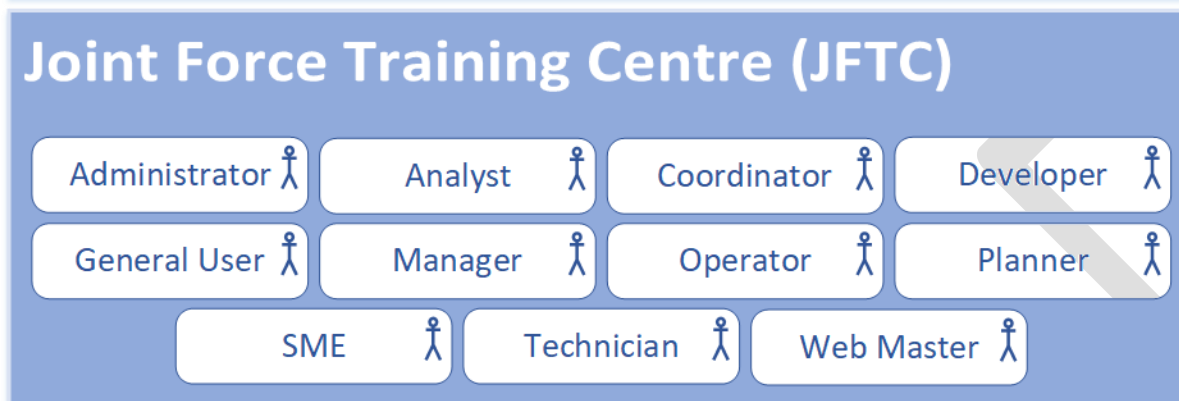 Joint Force Training Centre (JFTC)
Administrator Analyst Coordinator Developer
General User Manager Operator Planner
SME Technician Web Master